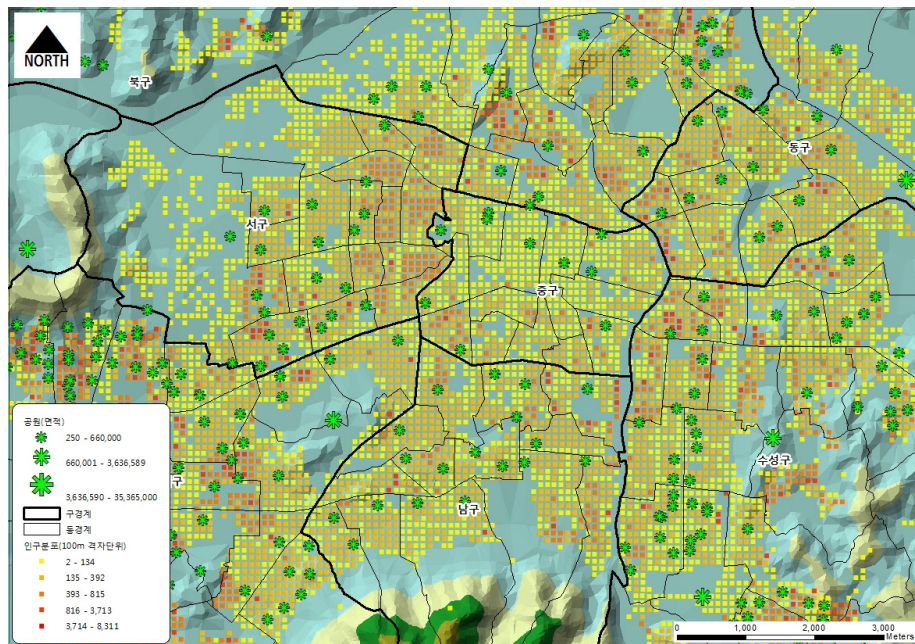 NORTH
북구
동구
서구
중구
공원(면적)
250 - 660,000
660,001 - 3,636,589
수성구
구
3,636,590 - 35,365,000
구경계
남구
동경계
인구분포(100m 격자단위)
2 - 134
135 - 392
393 - 815
816 - 3,713
3,714 - 8,311
0 1,000 2,000 3,000
Meters